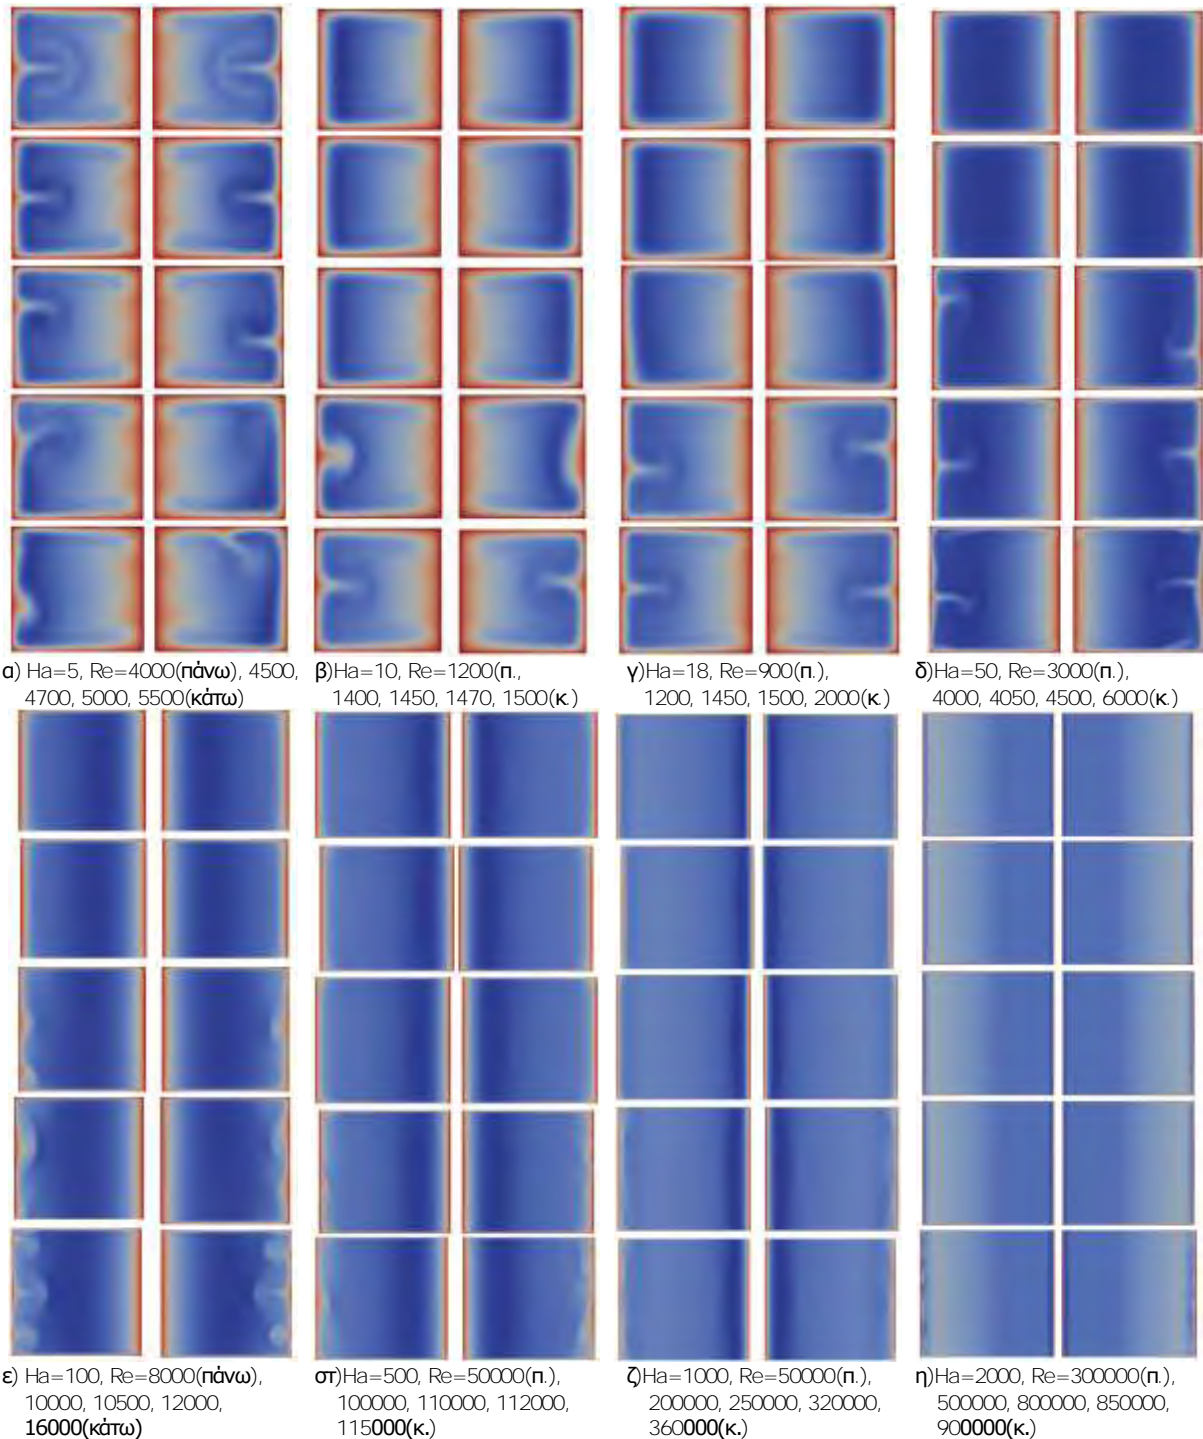 α) Ha=5, Re=4000(πάνω), 4500,
4700, 5000, 5500(κάτω)
β)Ha=10, Re=1200(π.,
1400, 1450, 1470, 1500(κ.)
γ)Ha=18, Re=900(π.),
1200, 1450, 1500, 2000(κ.)
δ)Ha=50, Re=3000(π.),
4000, 4050, 4500, 6000(κ.)
ε) Ha=100, Re=8000(πάνω),
10000, 10500, 12000,
16000(κάτω)
στ)Ha=500, Re=50000(π.),
100000, 110000, 112000,
115000(κ.)
ζ)Ha=1000, Re=50000(π.),
200000, 250000, 320000,
360000(κ.)
η)Ha=2000, Re=300000(π.),
500000, 800000, 850000,
900000(κ.)